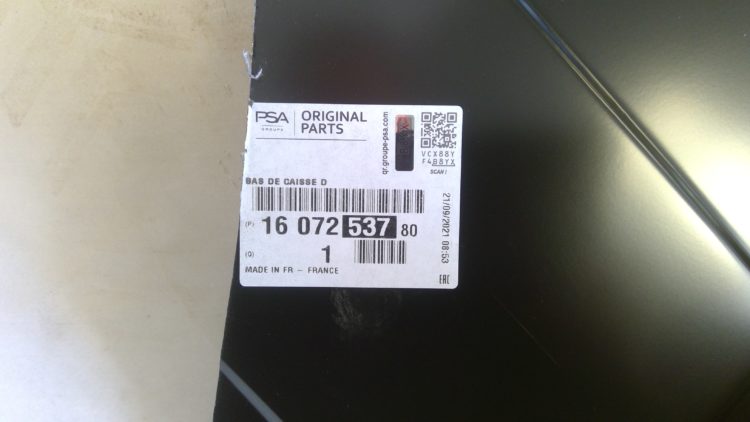 PSA
GROUPE
ORIGINAL
PARTS
qr.groupe-psa.com
VCX88Y
F4B8YX
SCAN!
BAS DE CAISSE D
(P) 16 072 537 80
(Q) 1
MADE IN FR - FRANCE
21/09/2021 08:53
EAC